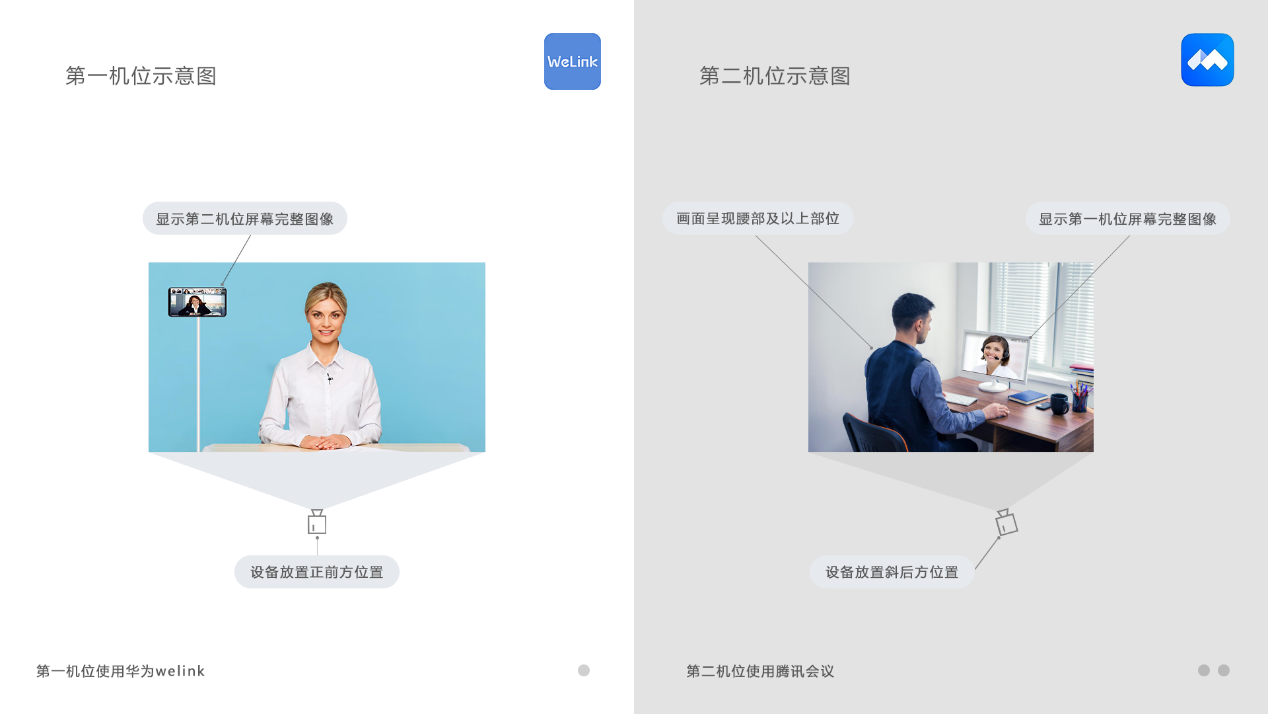 第一机位示意图
WeLink
显示第二机位屏幕完整图像
设备放置正前方位置
第一机位使用华为welink
第二机位示意图
画面呈现腰部及以上部位
显示第一机位屏幕完整图像
设备放置斜后方位置
第二机位使用腾讯会议